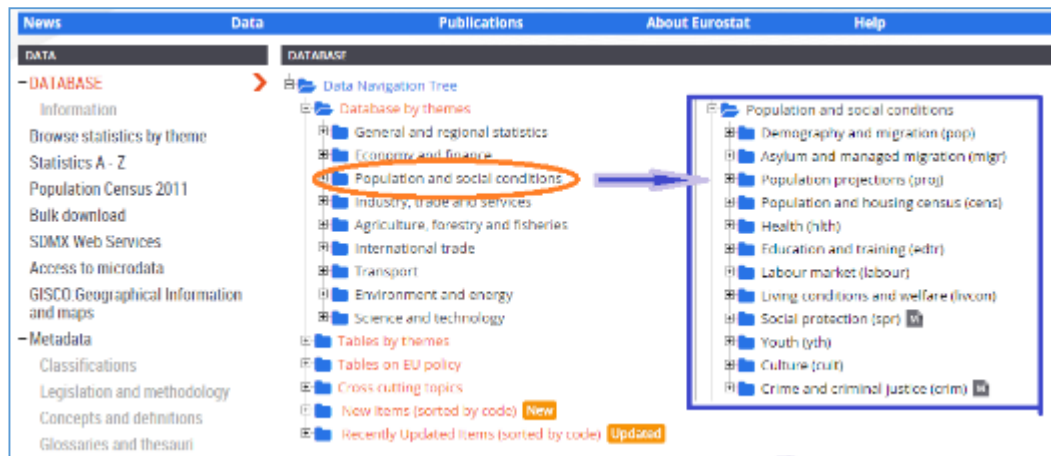 News Data Publications About Eurostat Help
DATA
DATABASE
Information
Browse statistics by theme
Statistics A - Z
Population Census 2011
Bulk download
SDMX Web Services
Access to microdata
GISCO:Geographical Information
and maps
Metadata
Classifications
Legislation and methodology
Concepts and definitions
Glossaries and thesauri
DATABASE
Data Navigation Tree
Database by themes
General and regional statistics
Economy and finance
Population and social conditions
Industry, trade and services
Agriculture, forestry and fisheries
International trade
Transport
Environment and energy
Science and technology
Tables by themes
Tables on EU policy
Cross cutting topics
New Items (sorted by code) New
Recently Updated Items (sorted by code) Updated
Population and social conditions
Demography and migration (pop)
Asylum and managed migration (migr)
Population projections (proj)
Population and housing census (cens)
Health (hlth)
Education and training (edtr)
Labour market (labour)
Living conditions and welfare (livcon)
Social protection (spr) M
Youth (yth)
Culture (cult)
Crime and criminal justice (crim) M